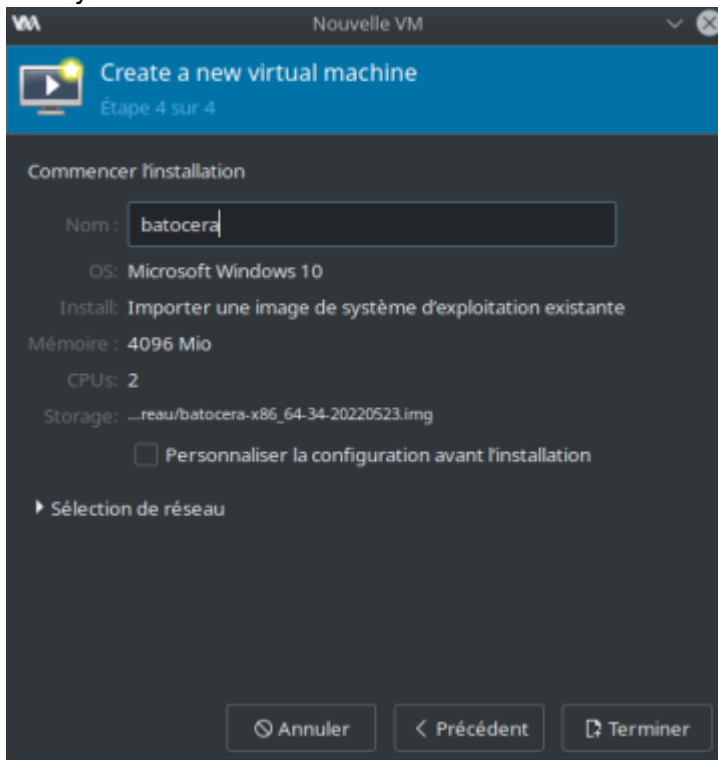 Nouvelle VM
Create a new virtual machine
Étape 4 sur 4
Commencer l'installation
Nom : batocera
OS: Microsoft Windows 10
Install: Importer une image de système d'exploitation existante
Mémoire : 4096 Mio
CPUs: 2
Storage: ...reau/batocera-x86_64-34-20220523.img
Personnaliser la configuration avant l'installation
Sélection de réseau
Annuler < Précédent Terminer